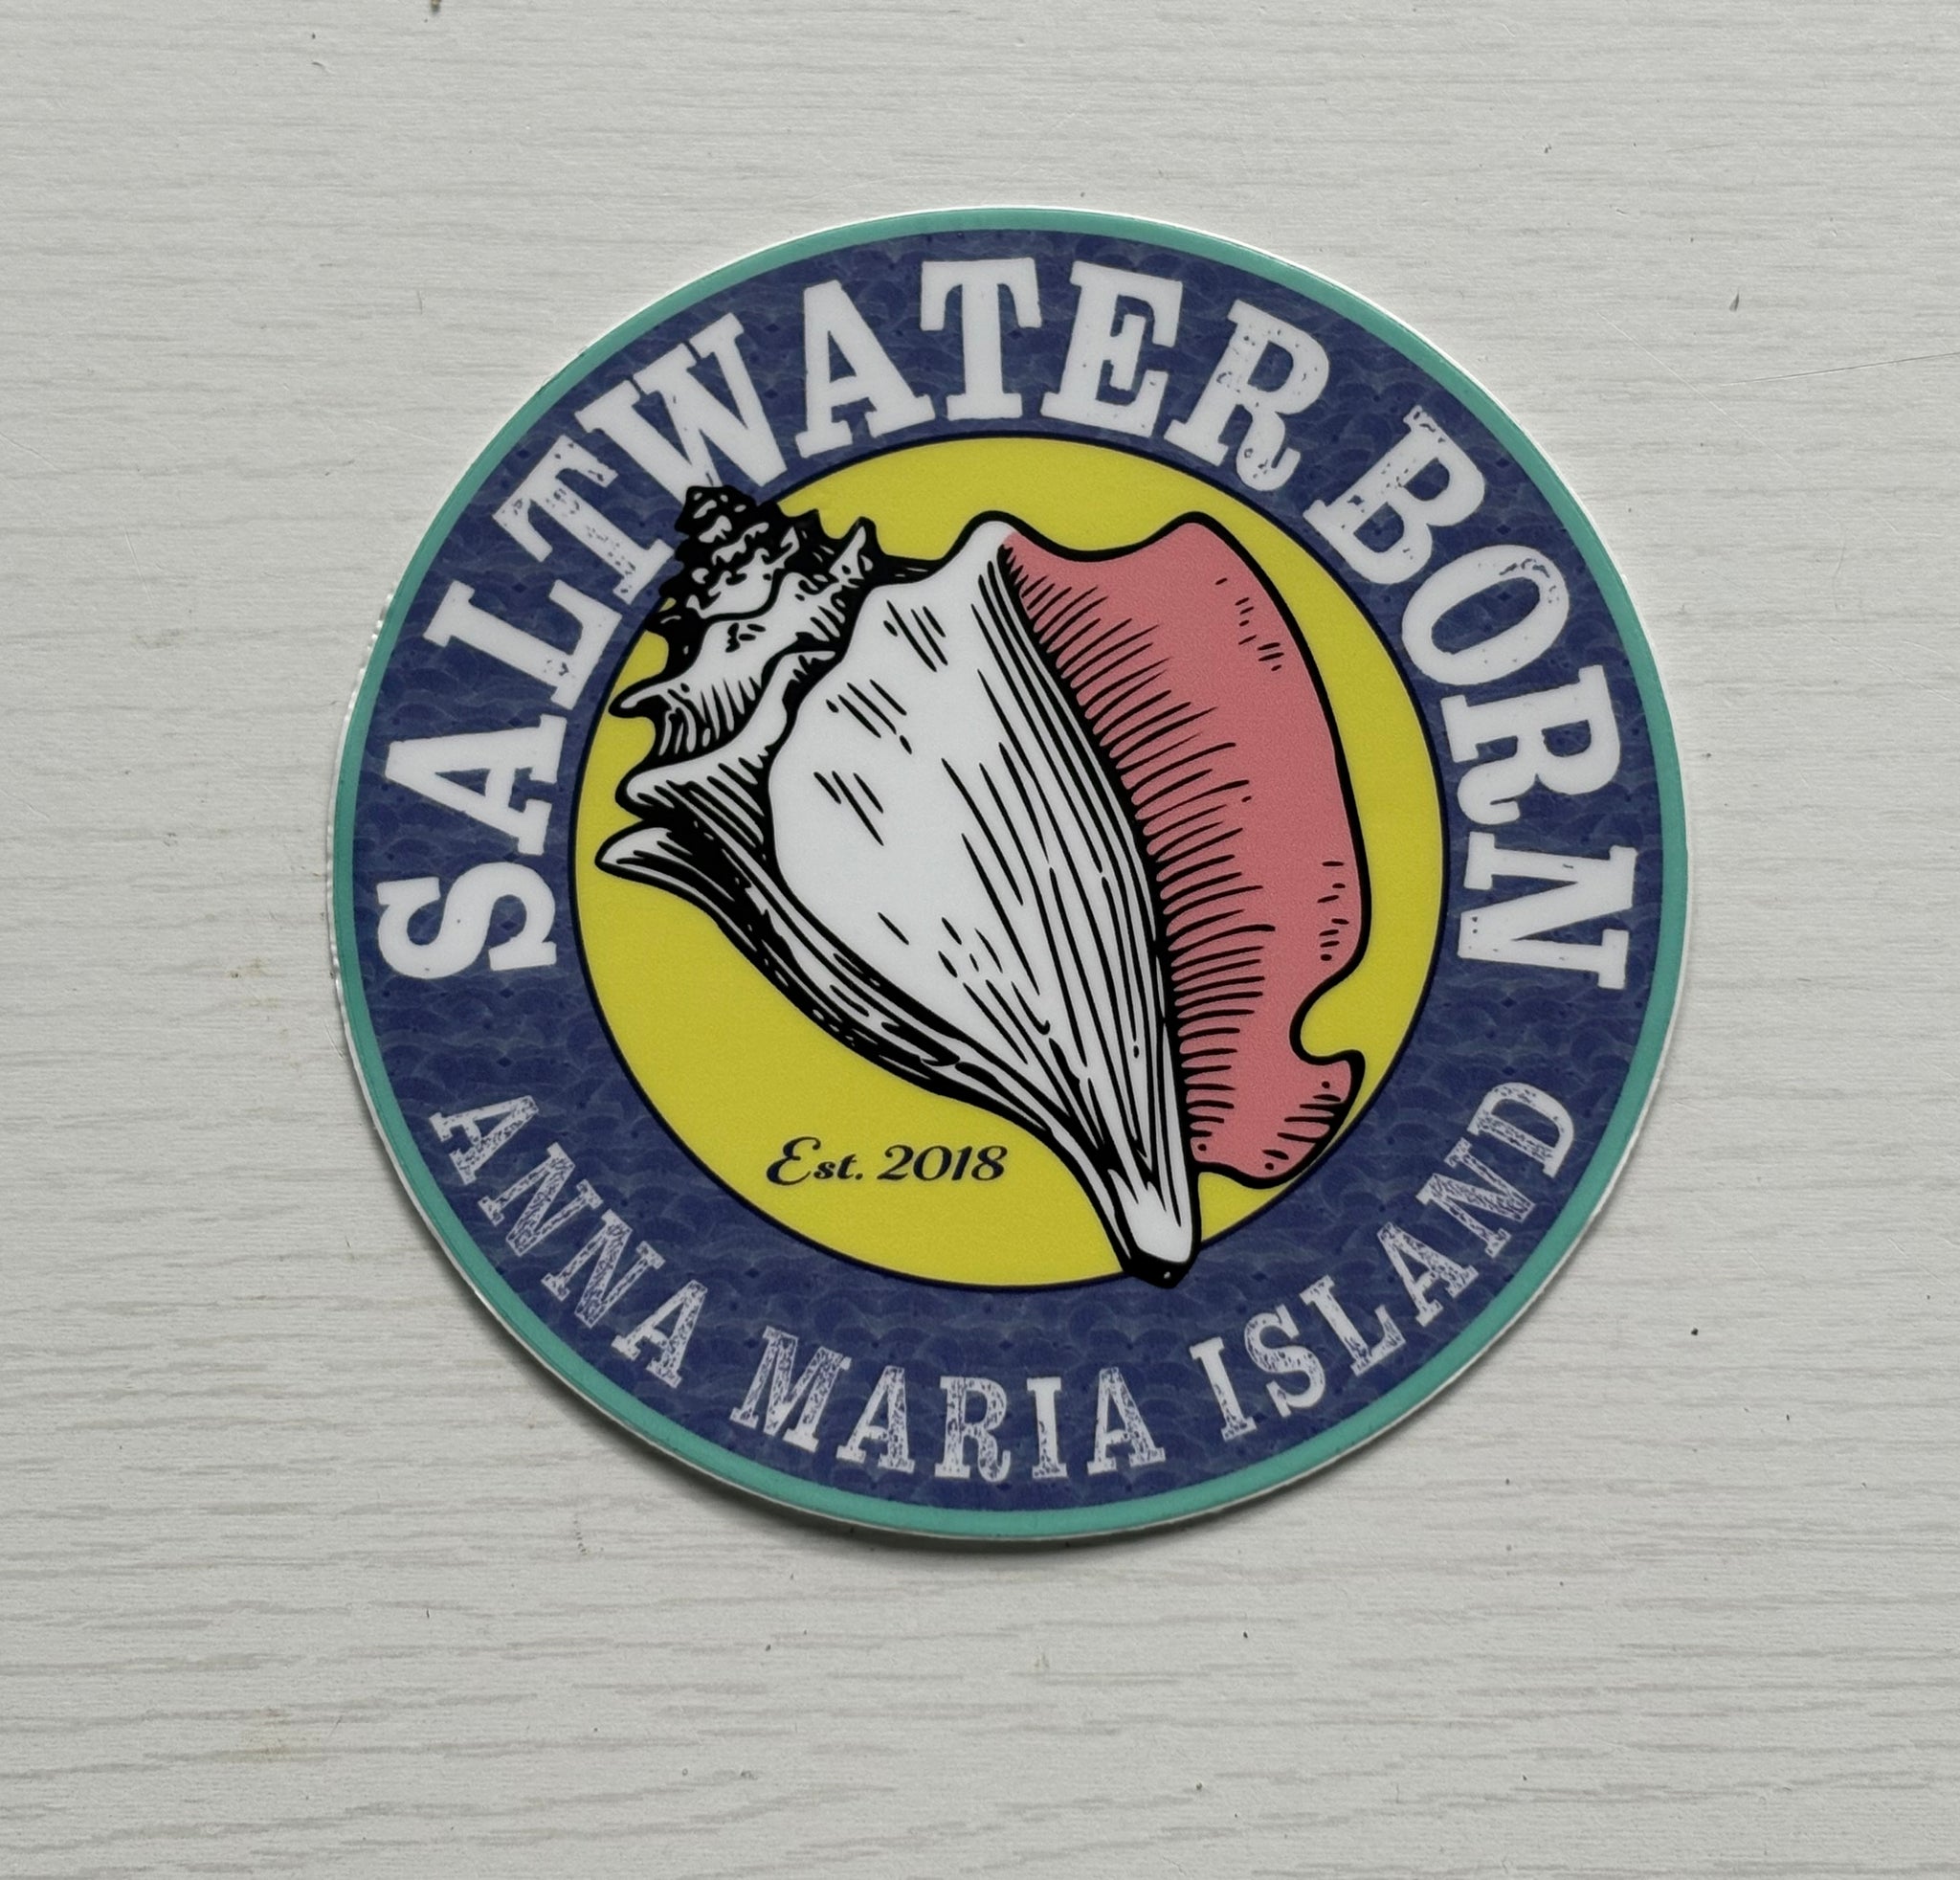 SALTWATER BORN
Est. 2018
ANNA MARIA ISLAND